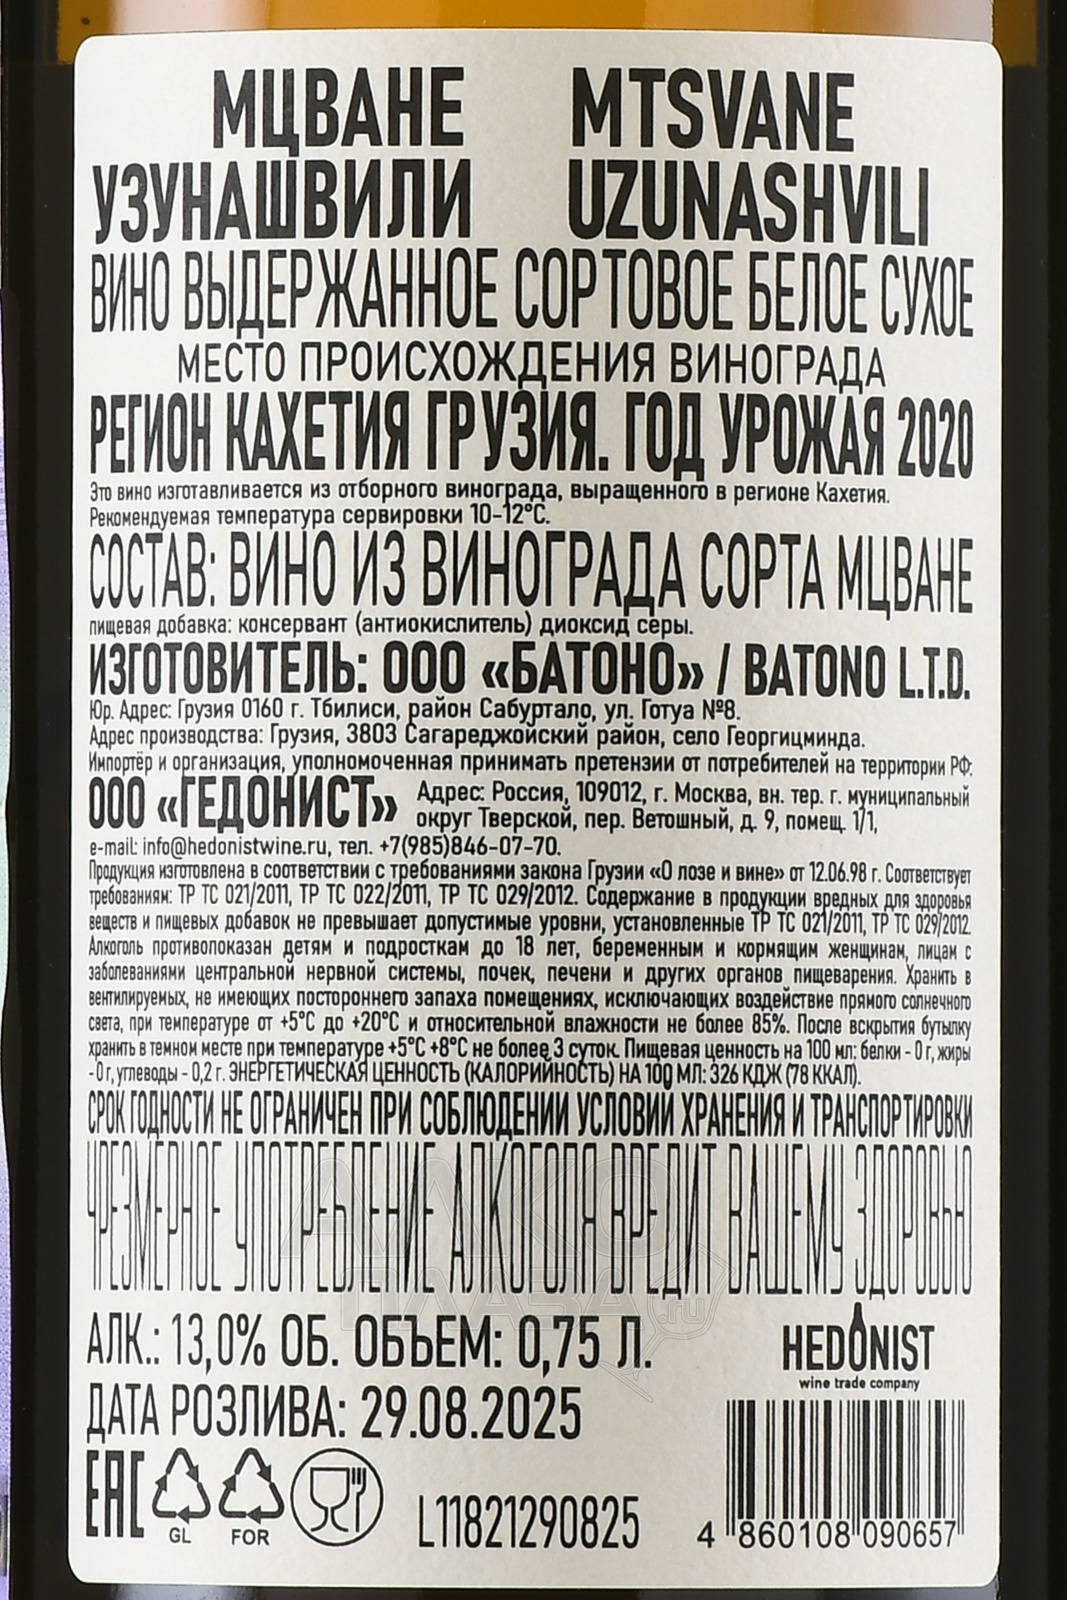 МЦВАНЕ MTSVANE
УЗУНАШВИЛИ UZUNASHVILI
ВИНО ВЫДЕРЖАННОЕ СОРТОВОЕ БЕЛОЕ СУХОЕ
МЕСТО ПРОИСХОЖДЕНИЯ ВИНОГРАДА
РЕГИОН КАХЕТИЯ ГРУЗИЯ. ГОД УРОЖАЯ 2020
Это вино изготавливается из отборного винограда, выращенного в регионе Кахетия.
Рекомендуемая температура сервировки 10-12°C.
СОСТАВ: ВИНО ИЗ ВИНОГРАДА СОРТА МЦВАНЕ
пищевая добавка: консервант (антиокислитель) диоксид серы.
ИЗГОТОВИТЕЛЬ: ООО «БАТОНО» / BATONO L.T.D.
Юр. Адрес: Грузия 0160 г. Тбилиси, район Сабуртало, ул. Готуа №8.
Адрес производства: Грузия, 3803 Сагареджойский район, село Георгицминда.
Импортёр и организация, уполномоченная принимать претензии от потребителей на территории РФ:
ООО «ГЕДОНИСТ» Адрес: Россия, 109012, г. Москва, вн. тер. г. муниципальный
округ Тверской, пер. Ветошный, д. 9, помещ. 1/1,
e-mail: info@hedonistwine.ru, тел. +7(985)846-07-70.
Продукция изготовлена в соответствии с требованиями закона Грузии «О лозе и вине» от 12.06.98 г. Соответствует
требованиям: ТР ТС 021/2011, ТР ТС 022/2011, ТР ТС 029/2012. Содержание в продукции вредных для здоровья
веществ и пищевых добавок не превышает допустимые уровни, установленные ТР ТС 021/2011, ТР ТС 029/2012.
Алкоголь противопоказан детям и подросткам до 18 лет, беременным и кормящим женщинам, лицам с
заболеваниями центральной нервной системы, почек, печени и других органов пищеварения. Хранить в
вентилируемых, не имеющих постороннего запаха помещениях, исключающих воздействие прямого солнечного
света, при температуре от +5°C до +20°C и относительной влажности не более 85%. После вскрытия бутылку
хранить в темном месте при температуре +5°C +8°C не более 3 суток. Пищевая ценность на 100 мл: белки - 0 г, жиры
- 0 г, углеводы - 0,2 г. ЭНЕРГЕТИЧЕСКАЯ ЦЕННОСТЬ (КАЛОРИЙНОСТЬ) НА 100 МЛ: 326 КДЖ (78 ККАЛ).
СРОК ГОДНОСТИ НЕ ОГРАНИЧЕН ПРИ СОБЛЮДЕНИИ УСЛОВИЙ ХРАНЕНИЯ И ТРАНСПОРТИРОВКИ
ЧРЕЗМЕРНОЕ УПОТРЕБЛЕНИЕ АЛКОГОЛЯ ВРЕДИТ ВАШЕМУ ЗДОРОВЬЮ
АЛКО
ПЛАЗА.ru
АЛК.: 13,0% ОБ. ОБЪЕМ: 0,75 Л.
HEDONIST
wine trade company
ДАТА РОЗЛИВА: 29.08.2025
EAC GL FOR L11821290825
4 860108 090657